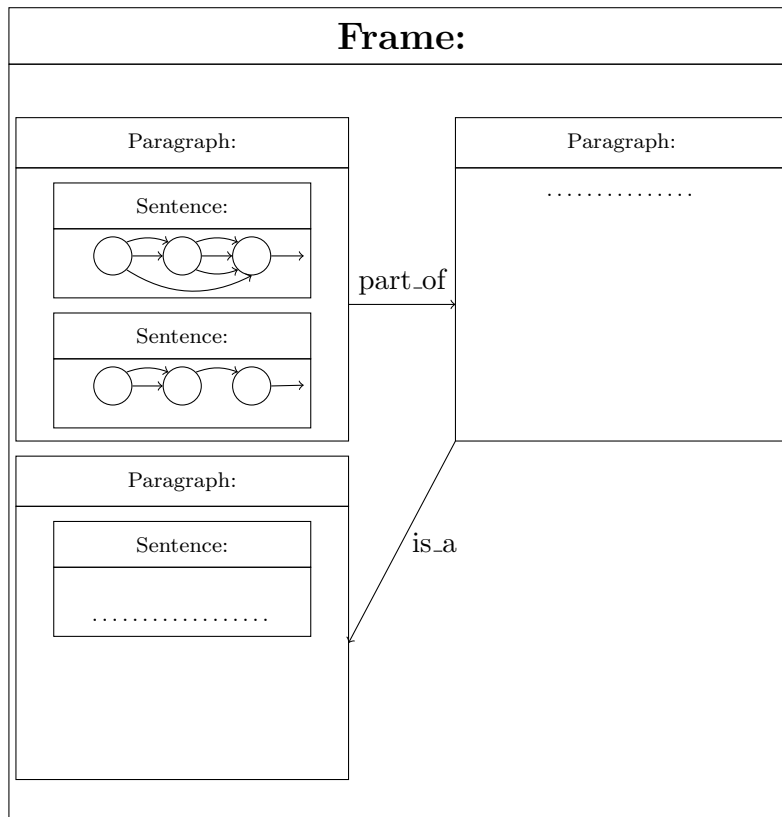 Frame:
Paragraph:
Sentence:
Sentence:
part_of
Paragraph:
...............
is_a
Paragraph:
Sentence:
..................